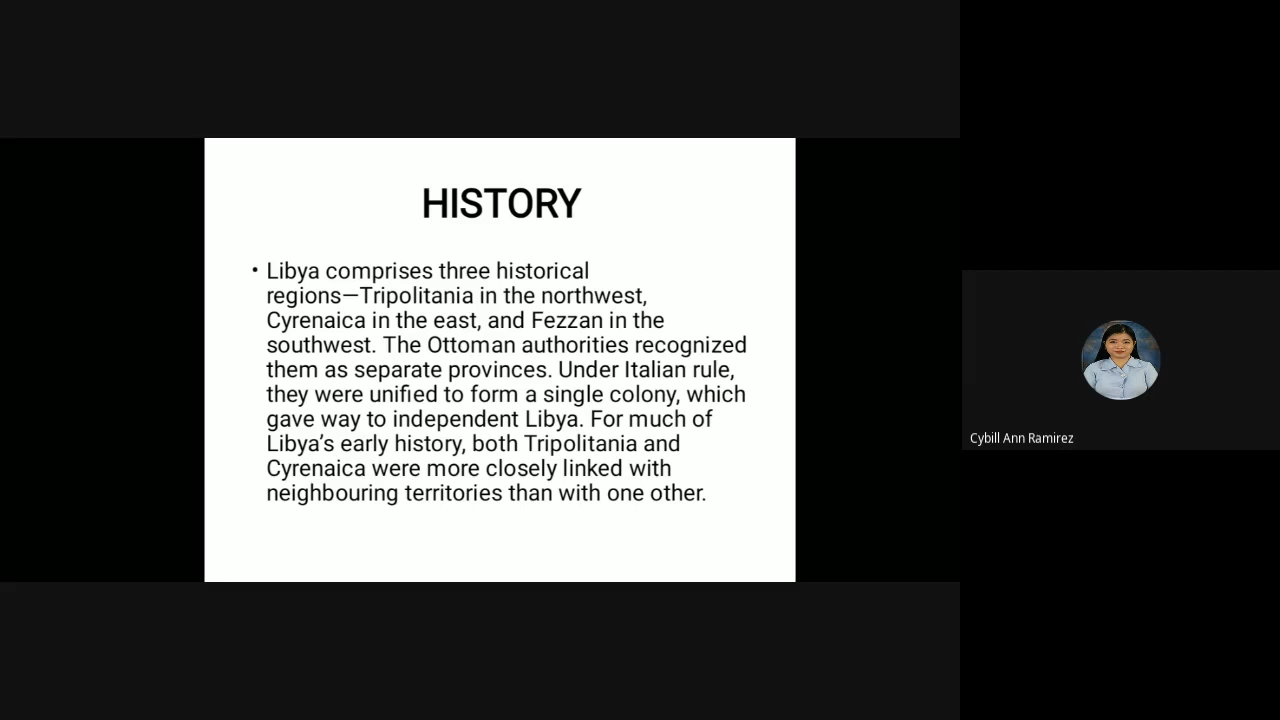 HISTORY
• Libya comprises three historical
regions—Tripolitania in the northwest,
Cyrenaica in the east, and Fezzan in the
southwest. The Ottoman authorities recognized
them as separate provinces. Under Italian rule,
they were unified to form a single colony, which
gave way to independent Libya. For much of
Libya’s early history, both Tripolitania and
Cyrenaica were more closely linked with
neighbouring territories than with one other.
Cybill Ann Ramirez